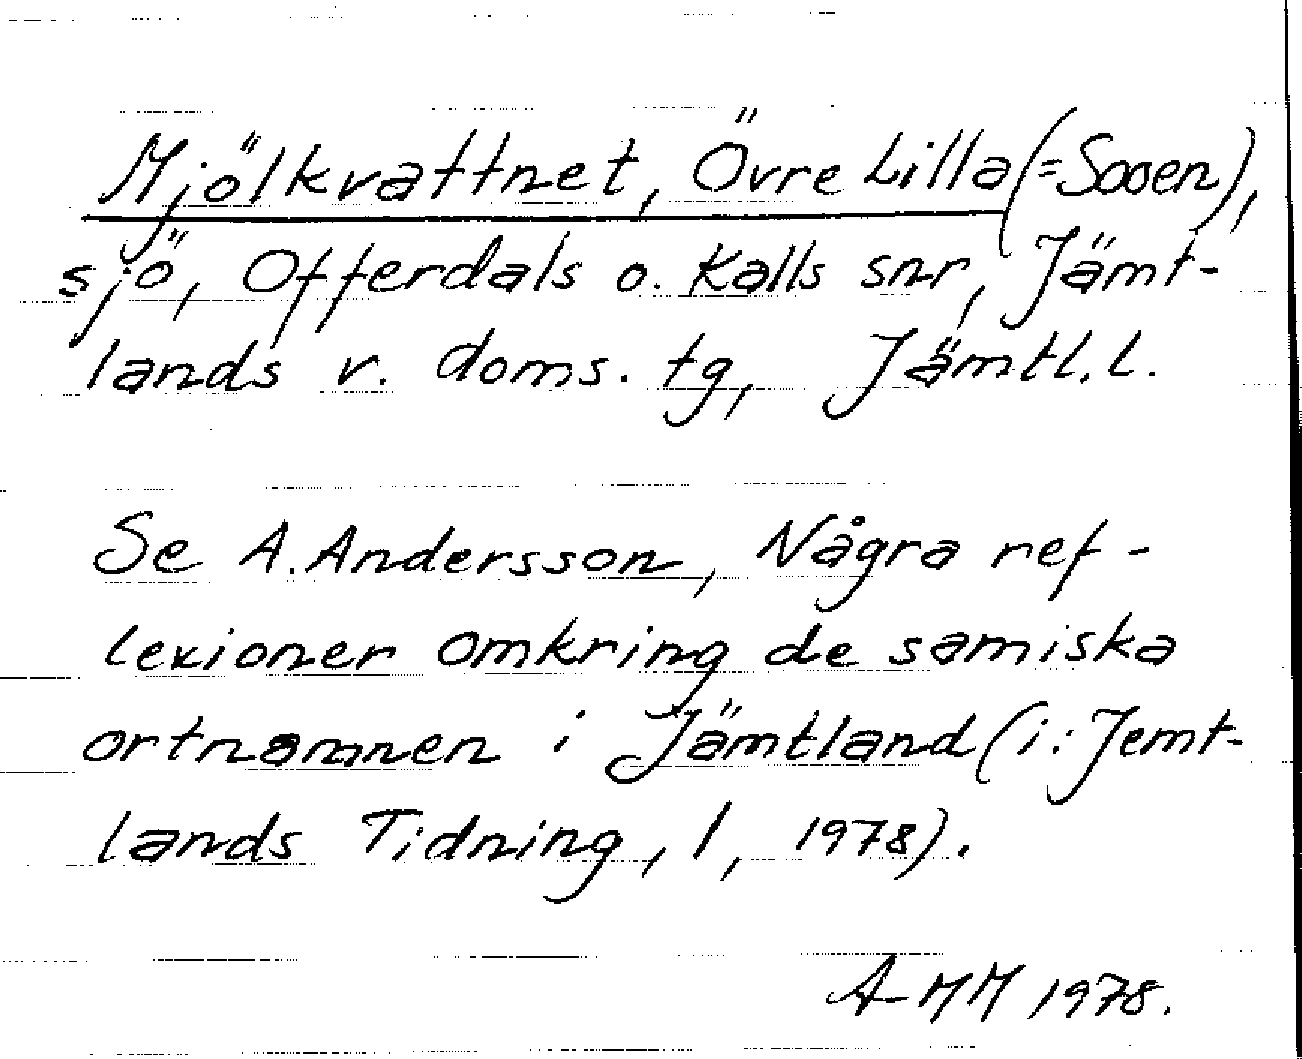 Mjölkvattnet, Övre Lilla (=Sooen),
sjö, Offerdals o. Kalls snr, Jämt-
lands v. doms. tg, Jämtl.l.
Se A. Andersson, Några ref-
lexioner omkring de samiska
ortnamnen i Jämtland (i: Jemt-
lands Tidning, 1, 1978).
A-MM 1978.